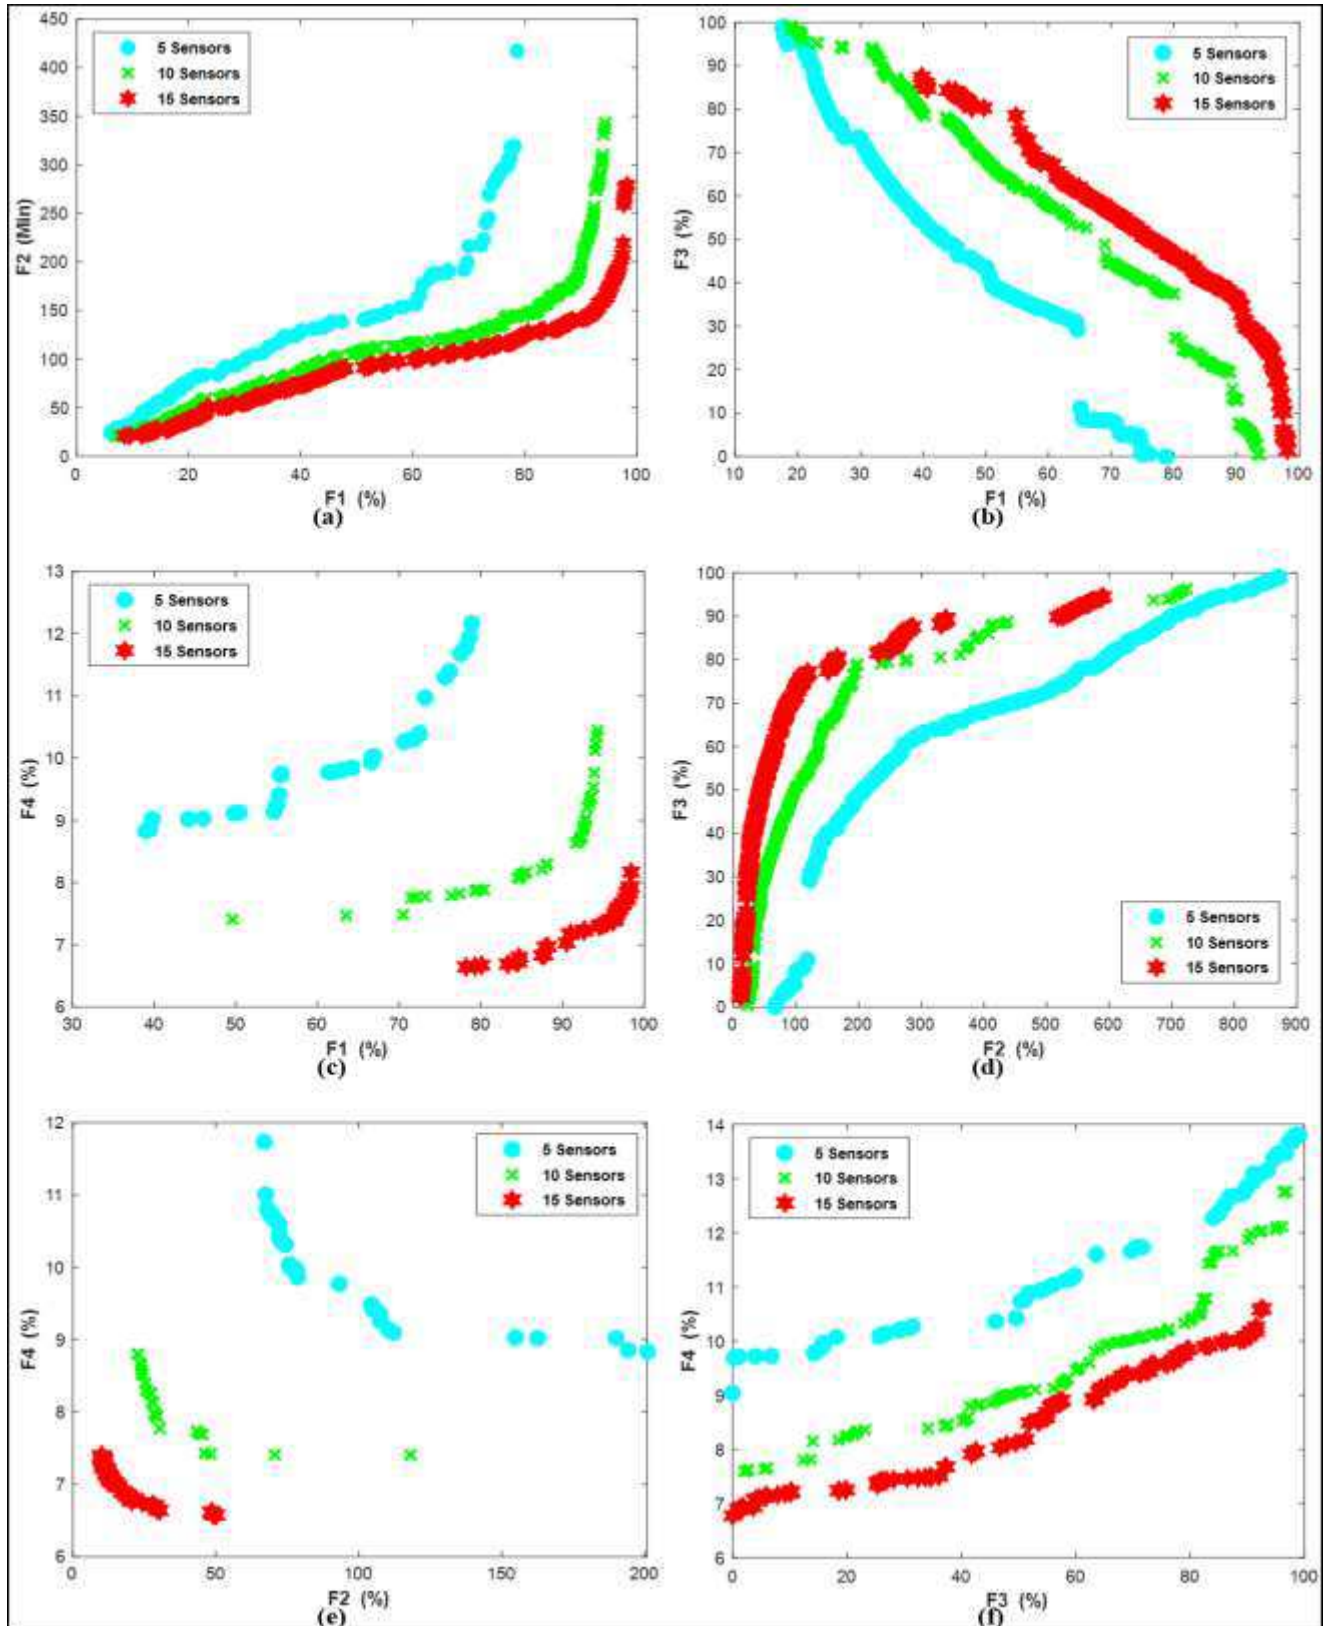 450
400
350
300
250
200
150
100
50
0
F2 (Min)
5 Sensors
10 Sensors
15 Sensors
0 20 40 60 80 100
F1 (%)
(a)
100
90
80
70
60
50
40
30
20
10
0
F3 (%)
5 Sensors
10 Sensors
15 Sensors
10 20 30 40 50 60 70 80 90 100
F1 (%)
(b)
13
12
11
10
9
8
7
6
F4 (%)
5 Sensors
10 Sensors
15 Sensors
30 40 50 60 70 80 90 100
F1 (%)
(c)
100
90
80
70
60
50
40
30
20
10
0
F3 (%)
5 Sensors
10 Sensors
15 Sensors
0 100 200 300 400 500 600 700 800 900
F2 (%)
(d)
12
11
10
9
8
7
6
F4 (%)
5 Sensors
10 Sensors
15 Sensors
0 50 100 150 200
F2 (%)
(e)
14
13
12
11
10
9
8
7
6
F4 (%)
5 Sensors
10 Sensors
15 Sensors
0 20 40 60 80 100
F3 (%)
(f)